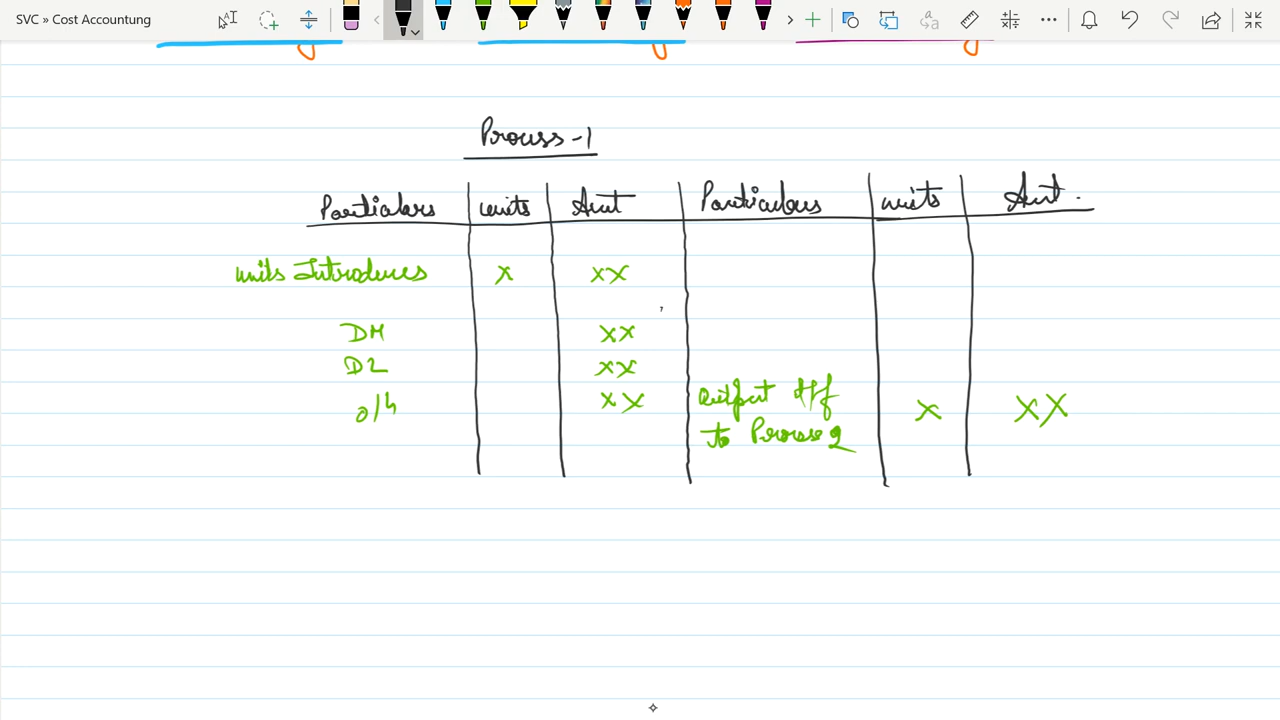 SVC » Cost Accountung
Process-1
Particulars units Amt Particulars units Amt.
units Introduces x xx
DM xx
DL xx
O/h xx Output tff x xx
to Process 2